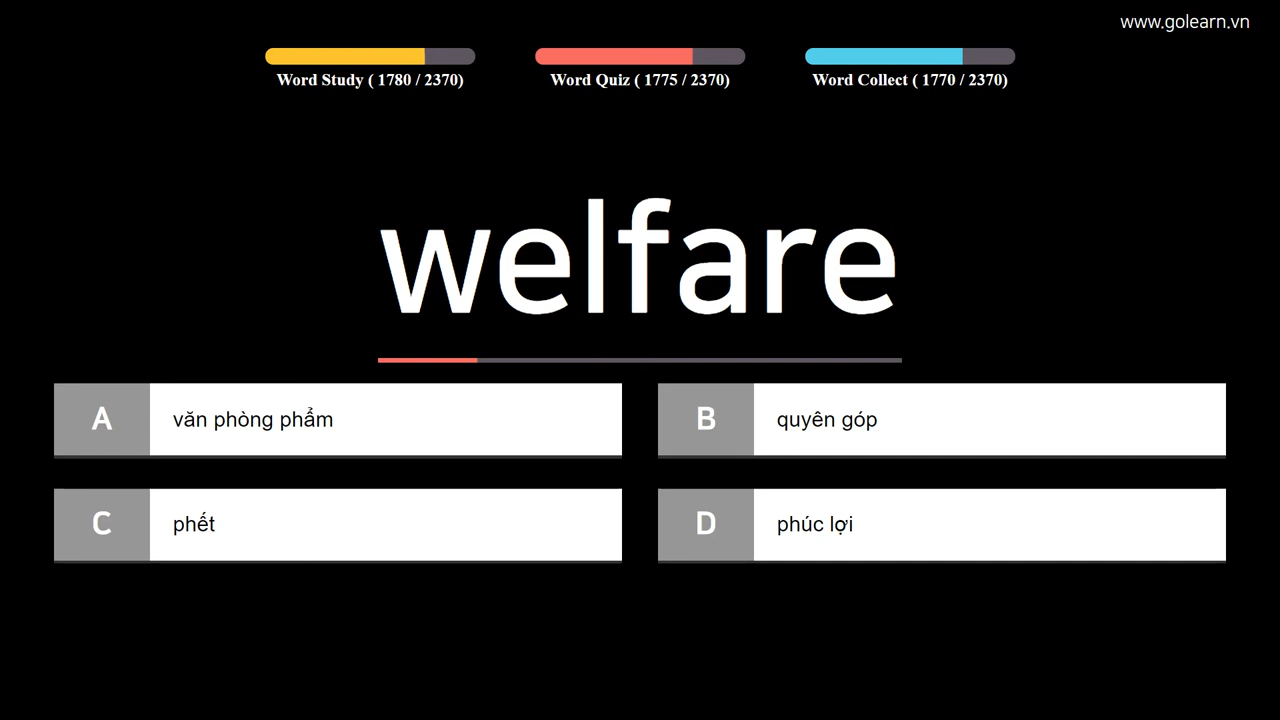 www.golearn.vn
Word Study ( 1780 / 2370)
Word Quiz ( 1775 / 2370)
Word Collect ( 1770 / 2370)
welfare
A văn phòng phẩm
B quyên góp
C phết
D phúc lợi